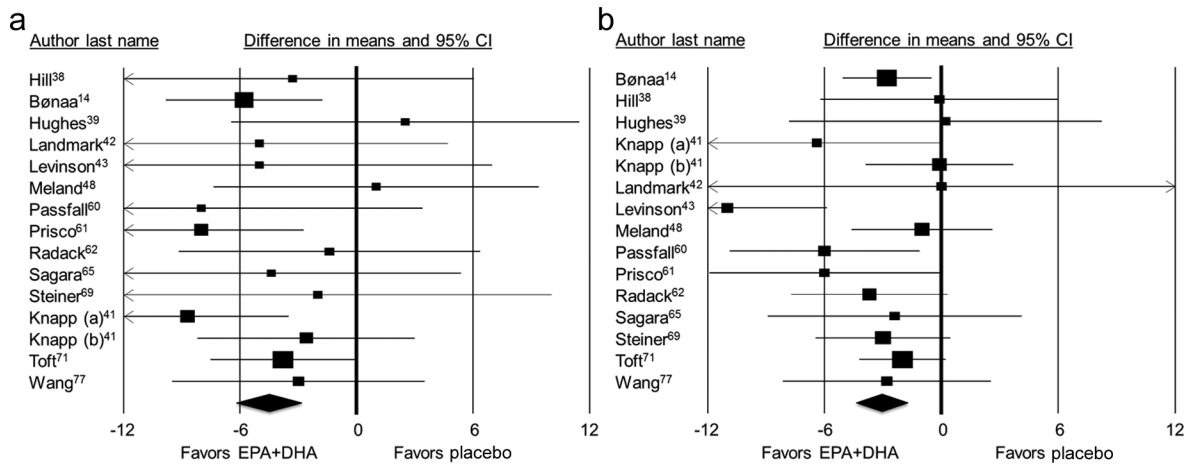 a
Author last name Difference in means and 95% CI
Hill38
Bønaa14
Hughes39
Landmark42
Levinson43
Meland48
Passfall60
Prisco61
Radack62
Sagara65
Steiner69
Knapp (a)41
Knapp (b)41
Toft71
Wang77
-12 -6 0 6 12
Favors EPA+DHA Favors placebo
b
Author last name Difference in means and 95% CI
Bønaa14
Hill38
Hughes39
Knapp (a)41
Knapp (b)41
Landmark42
Levinson43
Meland48
Passfall60
Prisco61
Radack62
Sagara65
Steiner69
Toft71
Wang77
-12 -6 0 6 12
Favors EPA+DHA Favors placebo